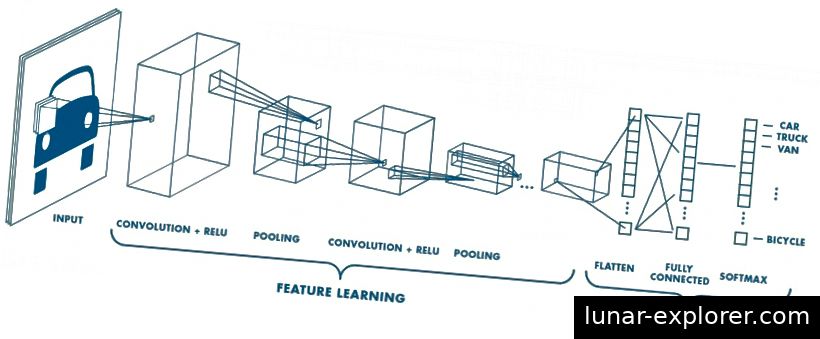 CAR
TRUCK
VAN
BICYCLE
INPUT
CONVOLUTION + RELU
POOLING
CONVOLUTION + RELU
POOLING
FLATTEN
FULLY
CONNECTED
SOFTMAX
FEATURE LEARNING
lunar-explorer.com